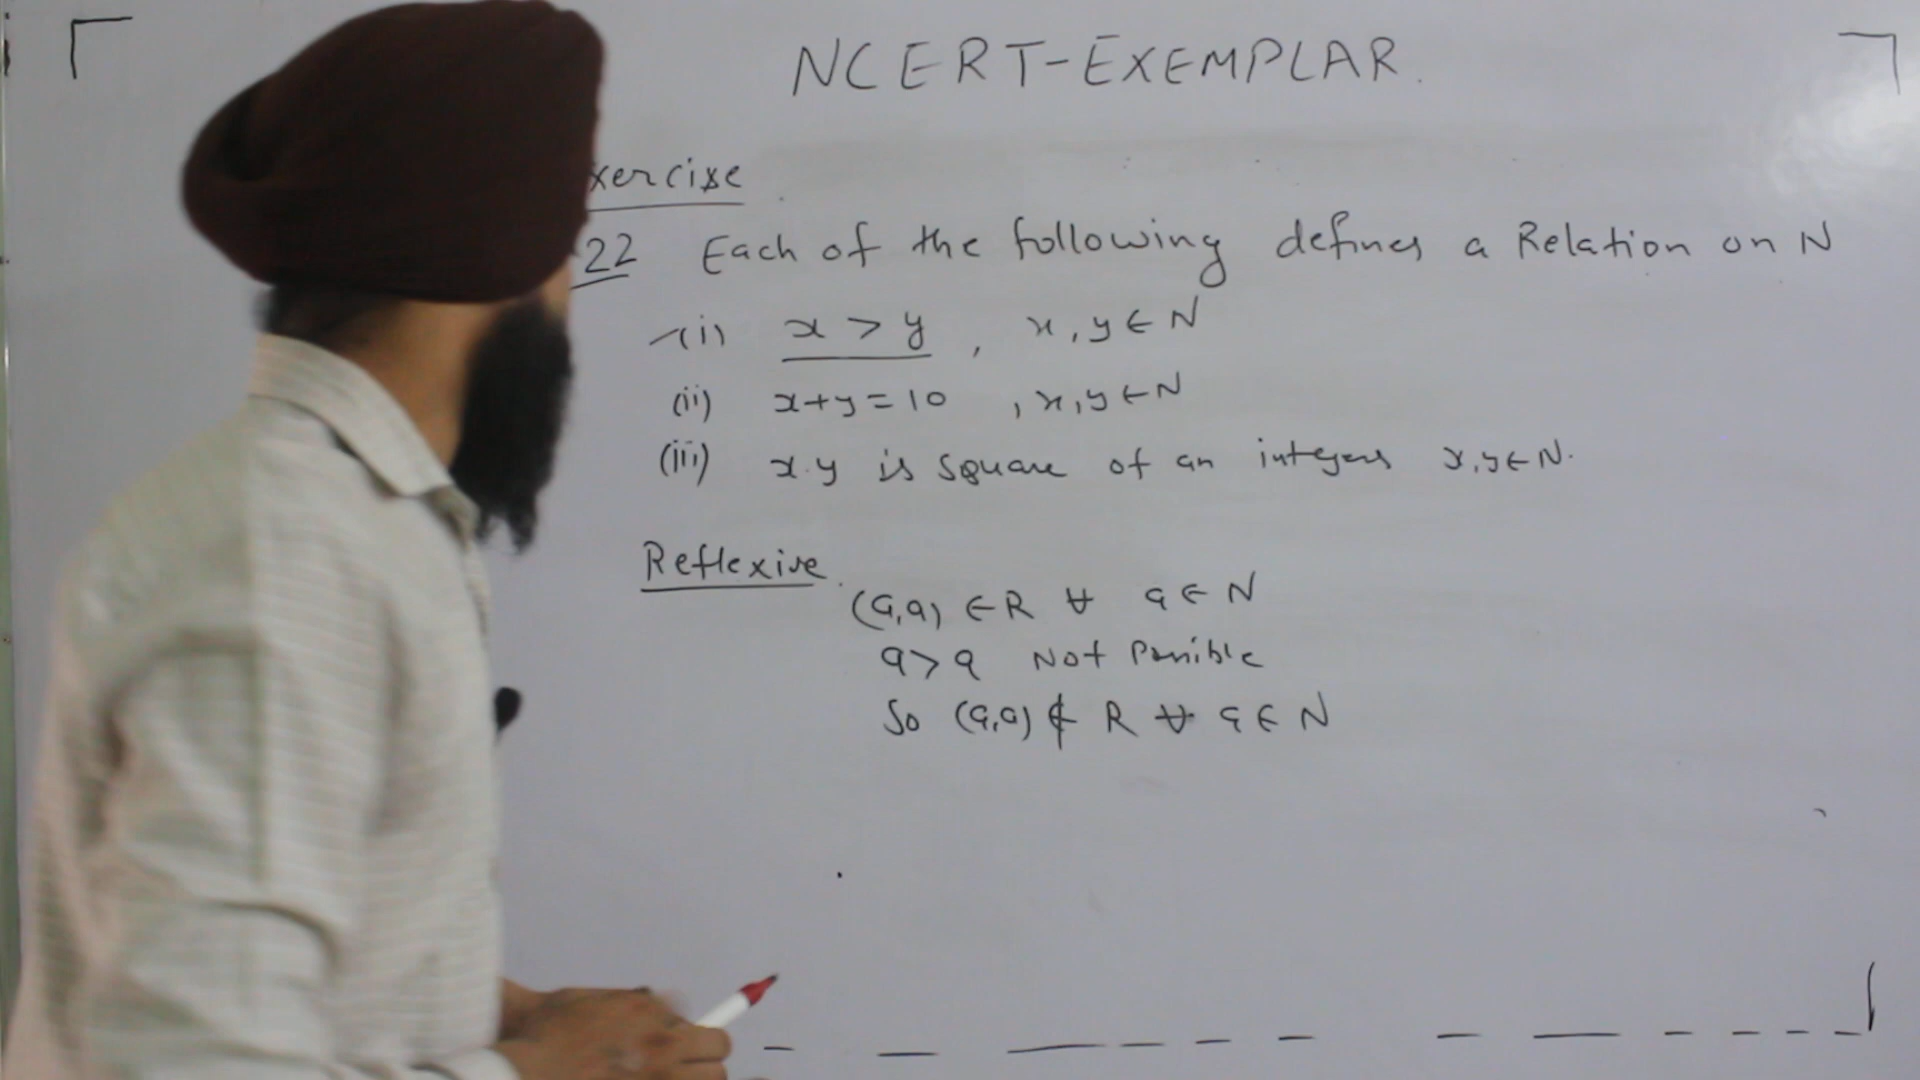 NCERT-EXEMPLAR.
xercise
22 Each of the following defines a Relation on N
(i) x > y , x, y ∈ N
(ii) x+y = 10 , x, y ∈ N
(iii) x.y is square of an integers x, y ∈ N.
Reflexive.
(a,a) ∈ R ∀ a ∈ N
a > a Not Possible
So (a,a) ∉ R ∀ a ∈ N